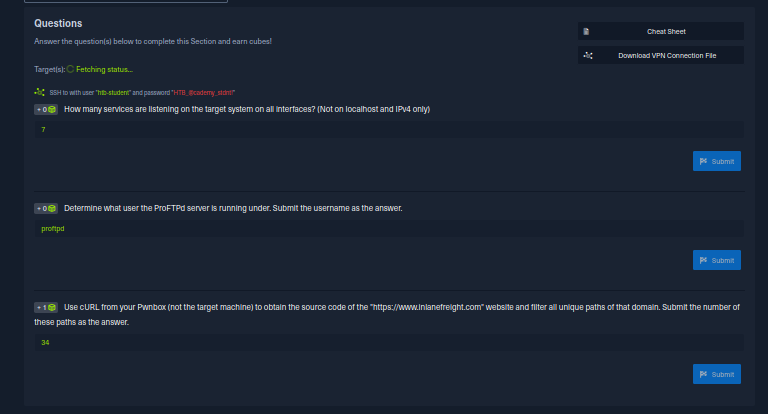 Questions
Answer the question(s) below to complete this Section and earn cubes!
Cheat Sheet
Download VPN Connection File
Target(s): Fetching status...
SSH to with user "htb-student" and password "HTB_@cademy_stdnt!"
+ 0 How many services are listening on the target system on all interfaces? (Not on localhost and IPv4 only)
7
Submit
+ 0 Determine what user the ProFTPd server is running under. Submit the username as the answer.
proftpd
Submit
+ 1 Use cURL from your Pwnbox (not the target machine) to obtain the source code of the "https://www.inlanefreight.com" website and filter all unique paths of that domain. Submit the number of
these paths as the answer.
34
Submit